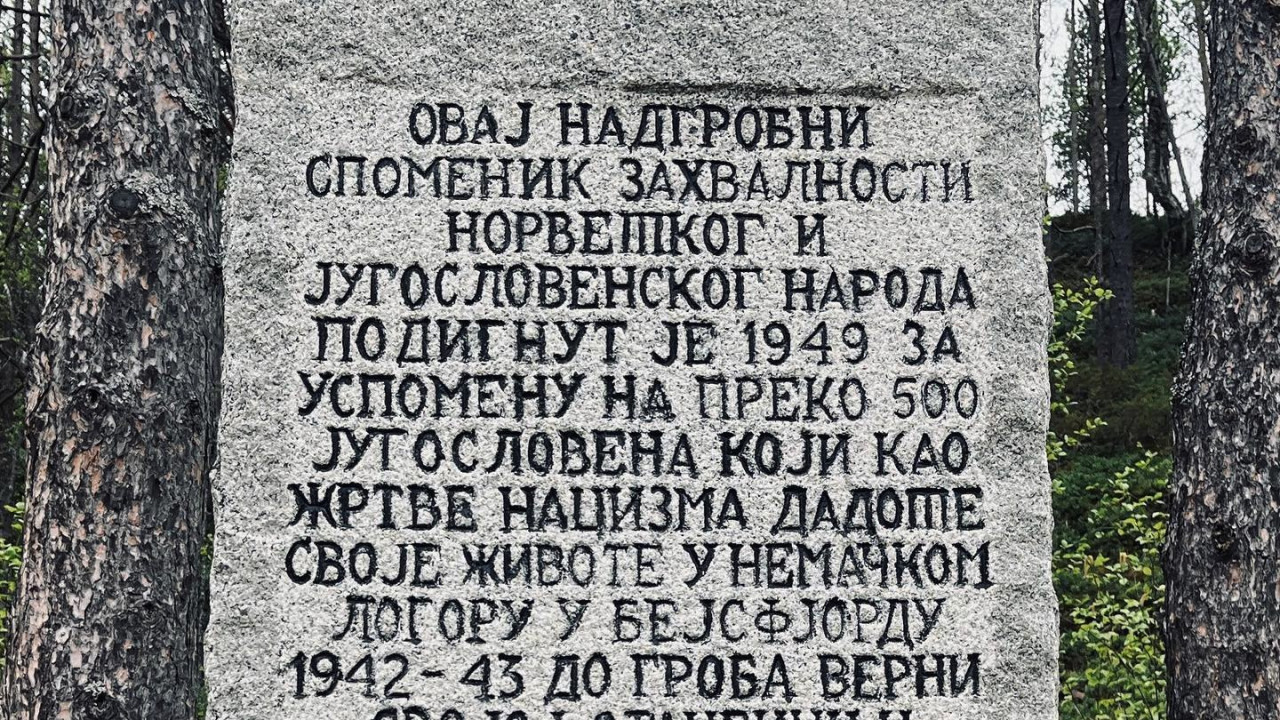 ОВАЈ НАДГРОБНИ
СПОМЕНИК ЗАХВАЛНОСТИ
НОРВЕШКОГ И
ЈУГОСЛОВЕНСКОГ НАРОДА
ПОДИГНУТ ЈЕ 1949 ЗА
УСПОМЕНУ НА ПРЕКО 500
ЈУГОСЛОВЕНА КОЈИ КАО
ЖРТВЕ НАЦИЗМА ДАДОШЕ
СВОЈЕ ЖИВОТЕ У НЕМАЧКОМ
ЛОГОРУ У БЕЈСФЈОРДУ
1942-43 ДО ГРОБА ВЕРНИ